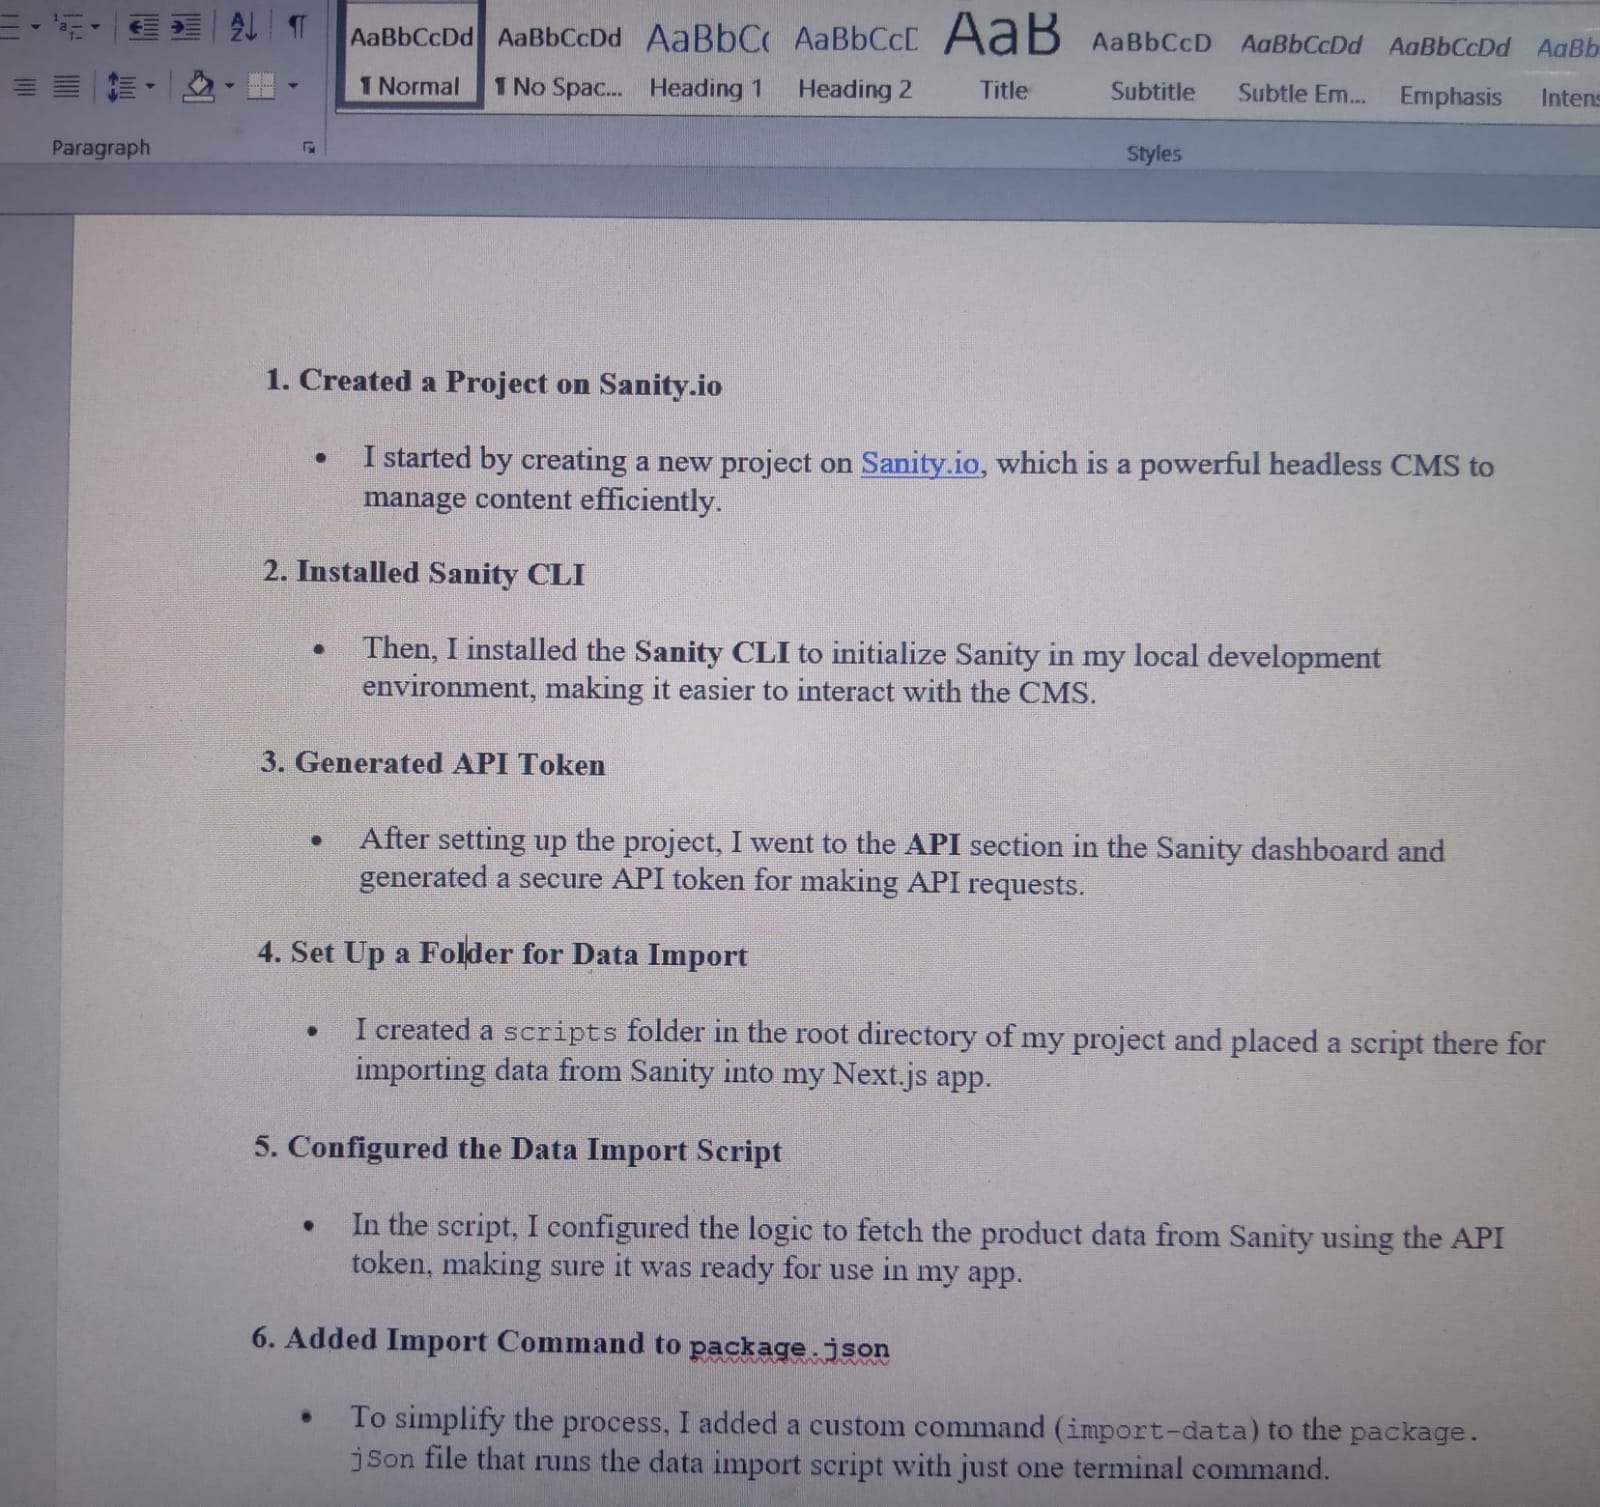 AaBbCcDd AaBbCcDd AaBbC AaBbCc AaB AaBbCcD AaBbCcDd AaBbCcDd AaBb
¶ Normal ¶ No Spac... Heading 1 Heading 2 Title Subtitle Subtle Em... Emphasis Intens
Paragraph
Styles
1. Created a Project on Sanity.io
• I started by creating a new project on Sanity.io, which is a powerful headless CMS to
manage content efficiently.
2. Installed Sanity CLI
• Then, I installed the Sanity CLI to initialize Sanity in my local development
environment, making it easier to interact with the CMS.
3. Generated API Token
• After setting up the project, I went to the API section in the Sanity dashboard and
generated a secure API token for making API requests.
4. Set Up a Folder for Data Import
• I created a scripts folder in the root directory of my project and placed a script there for
importing data from Sanity into my Next.js app.
5. Configured the Data Import Script
• In the script, I configured the logic to fetch the product data from Sanity using the API
token, making sure it was ready for use in my app.
6. Added Import Command to package.json
• To simplify the process, I added a custom command (import-data) to the package.
json file that runs the data import script with just one terminal command.